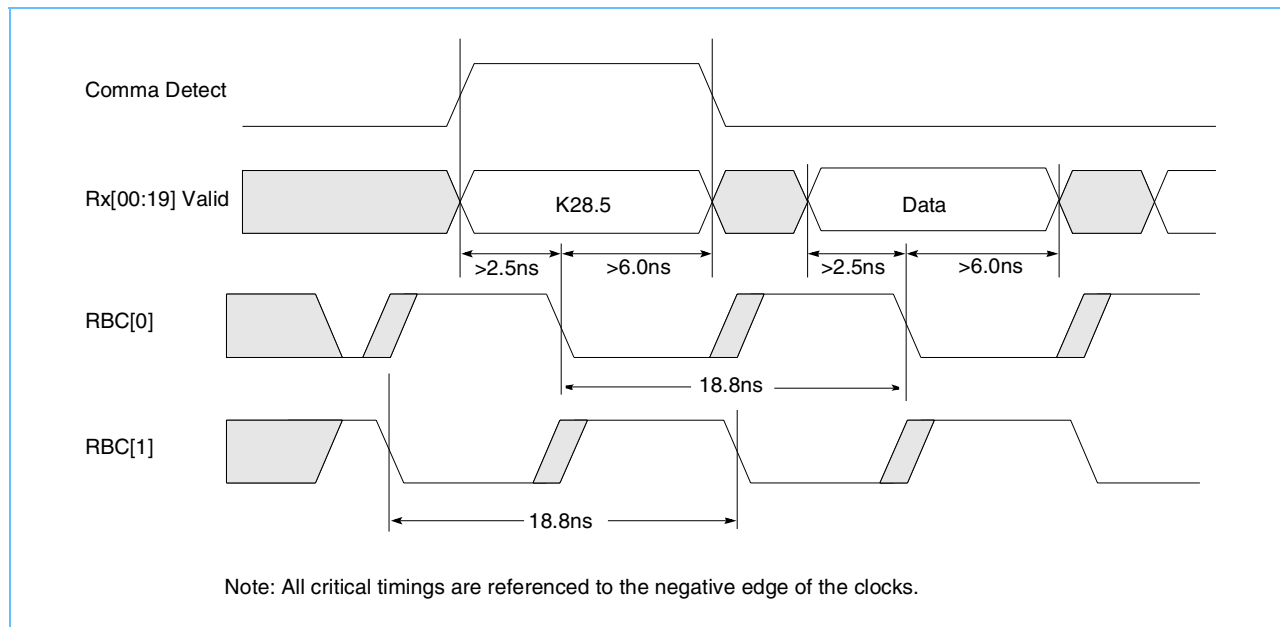 Comma Detect
Rx[00:19] Valid
K28.5
Data
>2.5ns
>6.0ns
>2.5ns
>6.0ns
RBC[0]
18.8ns
RBC[1]
18.8ns
Note: All critical timings are referenced to the negative edge of the clocks.